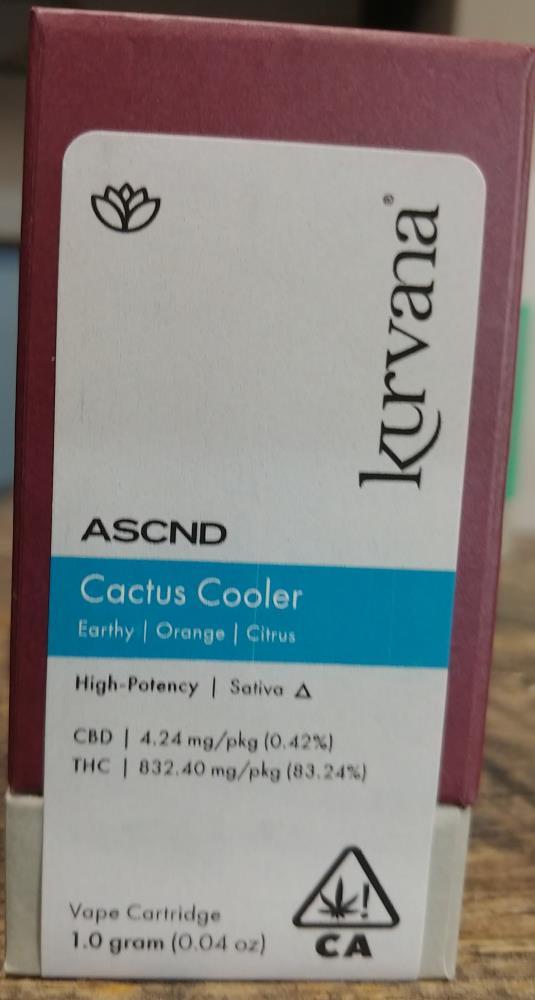 kurvana®
ASCND
Cactus Cooler
Earthy | Orange | Citrus
High-Potency | Sativa △
CBD | 4.24 mg/pkg (0.42%)
THC | 832.40 mg/pkg (83.24%)
Vape Cartridge
1.0 gram (0.04 oz)
!
CA